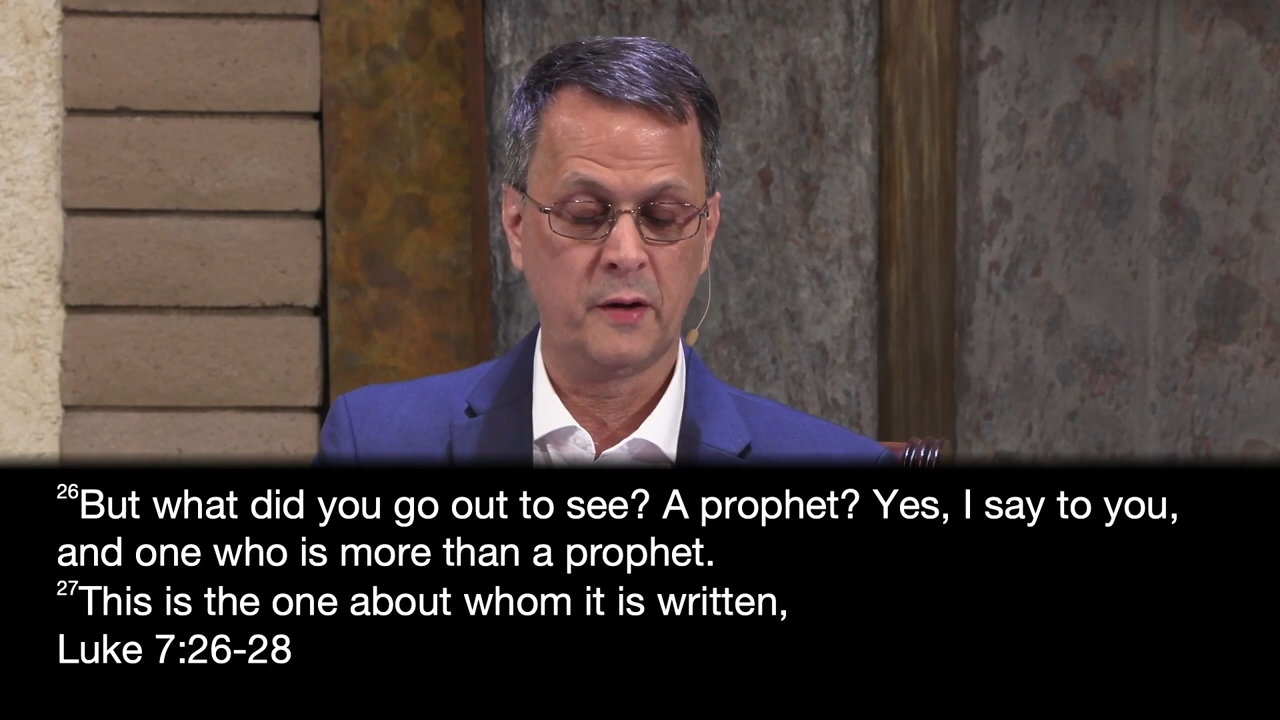 26But what did you go out to see? A prophet? Yes, I say to you,
and one who is more than a prophet.
27This is the one about whom it is written,
Luke 7:26-28